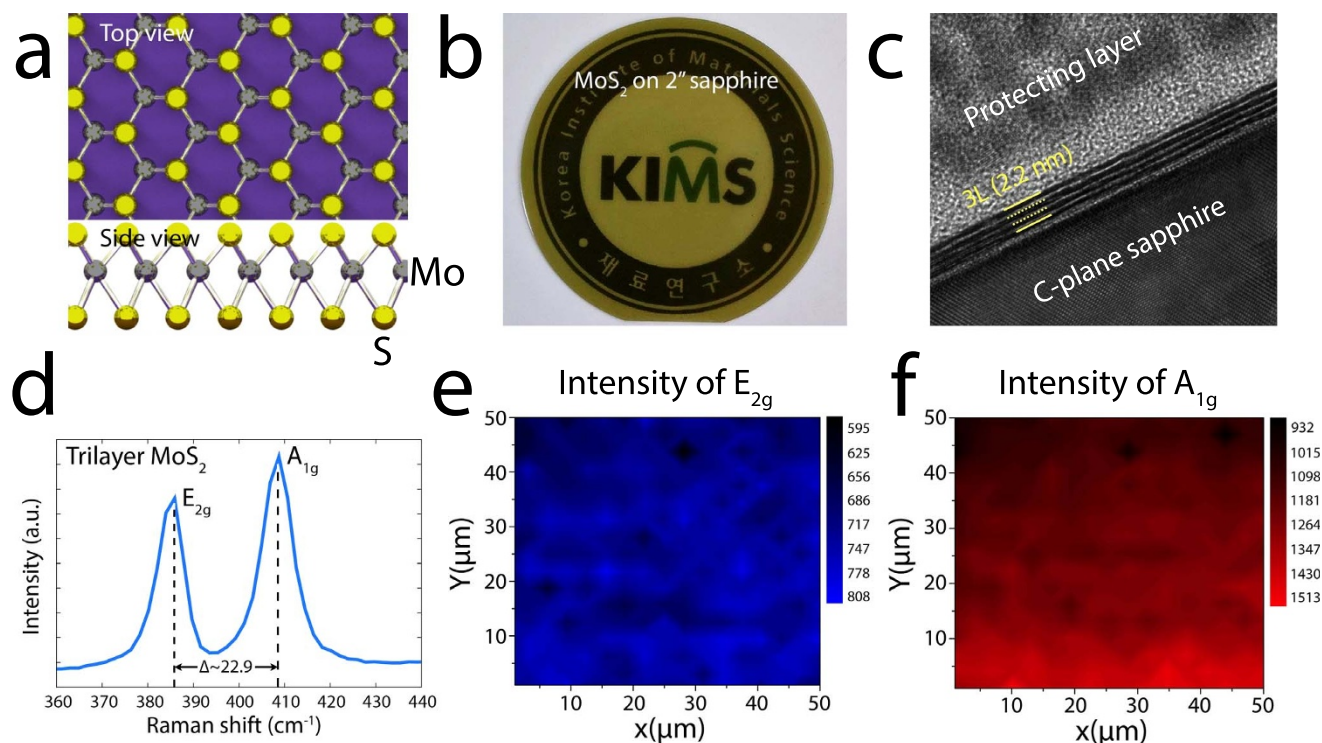 a
Top view
Side view
Mo
S
b
MoS₂ on 2" sapphire
Korea Institute of Materials Science
KIMS
재료연구소
c
Protecting layer
3L (2.2 nm)
C-plane sapphire
d
Trilayer MoS₂
E₂g
A₁g
Δ~22.9
Intensity (a.u.)
360 370 380 390 400 410 420 430 440
Raman shift (cm⁻¹)
e
Intensity of E₂g
50
40
30
20
10
Y(μm)
10 20 30 40 50
x(μm)
595
625
656
686
717
747
778
808
f
Intensity of A₁g
50
40
30
20
10
Y(μm)
10 20 30 40 50
x(μm)
932
1015
1098
1181
1264
1347
1430
1513